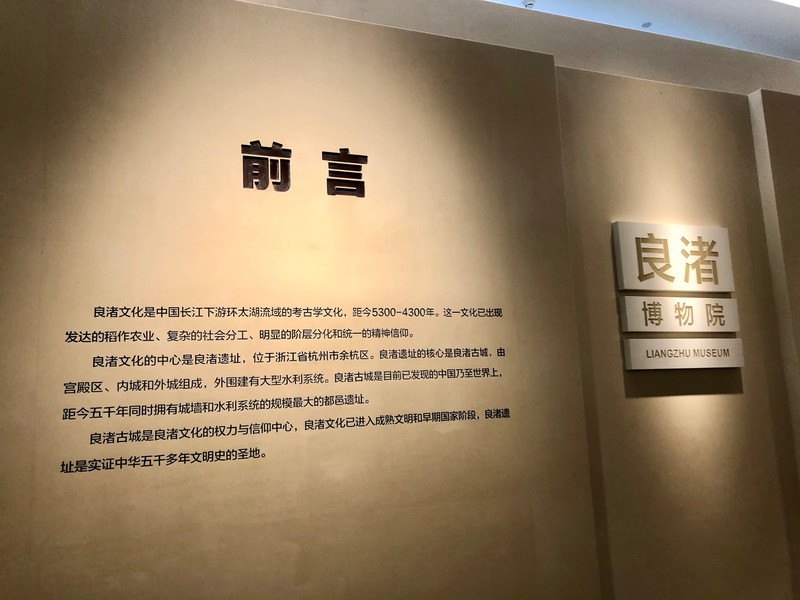 前言
良渚文化是中国长江下游环太湖流域的考古学文化，距今5300-4300年。这一文化已出现
发达的稻作农业、复杂的社会分工、明显的阶层分化和统一的精神信仰。
良渚文化的中心是良渚遗址，位于浙江省杭州市余杭区。良渚遗址的核心是良渚古城，由
宫殿区、内城和外城组成，外围建有大型水利系统。良渚古城是目前已发现的中国乃至世界上，
距今五千年同时拥有城墙和水利系统的规模最大的都邑遗址。
良渚古城是良渚文化的权力与信仰中心，良渚文化已进入成熟文明和早期国家阶段，良渚遗
址是实证中华五千多年文明史的圣地。
良渚
博物院
LIANGZHU MUSEUM